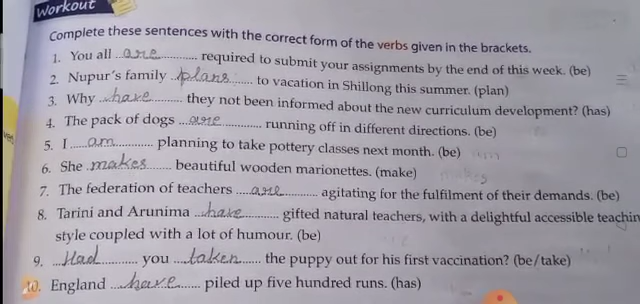 Workout
Complete these sentences with the correct form of the verbs given in the brackets.
1. You all are required to submit your assignments by the end of this week. (be)
2. Nupur's family plans to vacation in Shillong this summer. (plan)
3. Why have they not been informed about the new curriculum development? (has)
4. The pack of dogs are running off in different directions. (be)
5. I am planning to take pottery classes next month. (be)
6. She makes beautiful wooden marionettes. (make)
7. The federation of teachers are agitating for the fulfilment of their demands. (be)
8. Tarini and Arunima have gifted natural teachers, with a delightful accessible teachin
style coupled with a lot of humour. (be)
9. Had you taken the puppy out for his first vaccination? (be/take)
10. England have piled up five hundred runs. (has)